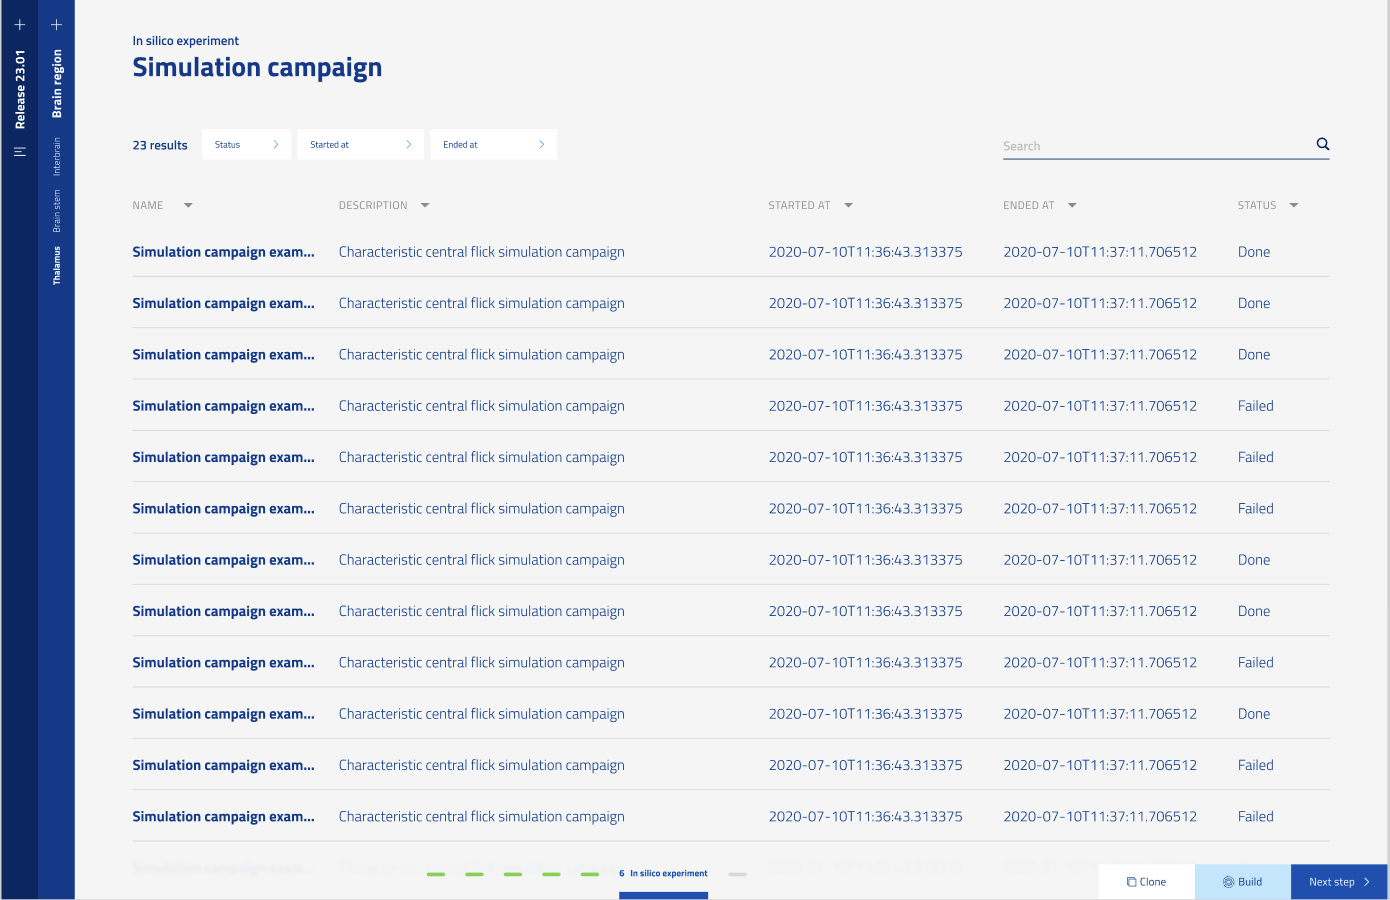 Release 23.01
Brain region
Interbrain
Brain stem
Thalamus
In silico experiment
Simulation campaign
23 results Status Started at Ended at Search
NAME DESCRIPTION STARTED AT ENDED AT STATUS
Simulation campaign exam... Characteristic central flick simulation campaign 2020-07-10T11:36:43.313375 2020-07-10T11:37:11.706512 Done
Simulation campaign exam... Characteristic central flick simulation campaign 2020-07-10T11:36:43.313375 2020-07-10T11:37:11.706512 Done
Simulation campaign exam... Characteristic central flick simulation campaign 2020-07-10T11:36:43.313375 2020-07-10T11:37:11.706512 Done
Simulation campaign exam... Characteristic central flick simulation campaign 2020-07-10T11:36:43.313375 2020-07-10T11:37:11.706512 Failed
Simulation campaign exam... Characteristic central flick simulation campaign 2020-07-10T11:36:43.313375 2020-07-10T11:37:11.706512 Failed
Simulation campaign exam... Characteristic central flick simulation campaign 2020-07-10T11:36:43.313375 2020-07-10T11:37:11.706512 Failed
Simulation campaign exam... Characteristic central flick simulation campaign 2020-07-10T11:36:43.313375 2020-07-10T11:37:11.706512 Done
Simulation campaign exam... Characteristic central flick simulation campaign 2020-07-10T11:36:43.313375 2020-07-10T11:37:11.706512 Done
Simulation campaign exam... Characteristic central flick simulation campaign 2020-07-10T11:36:43.313375 2020-07-10T11:37:11.706512 Failed
Simulation campaign exam... Characteristic central flick simulation campaign 2020-07-10T11:36:43.313375 2020-07-10T11:37:11.706512 Done
Simulation campaign exam... Characteristic central flick simulation campaign 2020-07-10T11:36:43.313375 2020-07-10T11:37:11.706512 Failed
Simulation campaign exam... Characteristic central flick simulation campaign 2020-07-10T11:36:43.313375 2020-07-10T11:37:11.706512 Failed
6 In silico experiment
Clone Build Next step